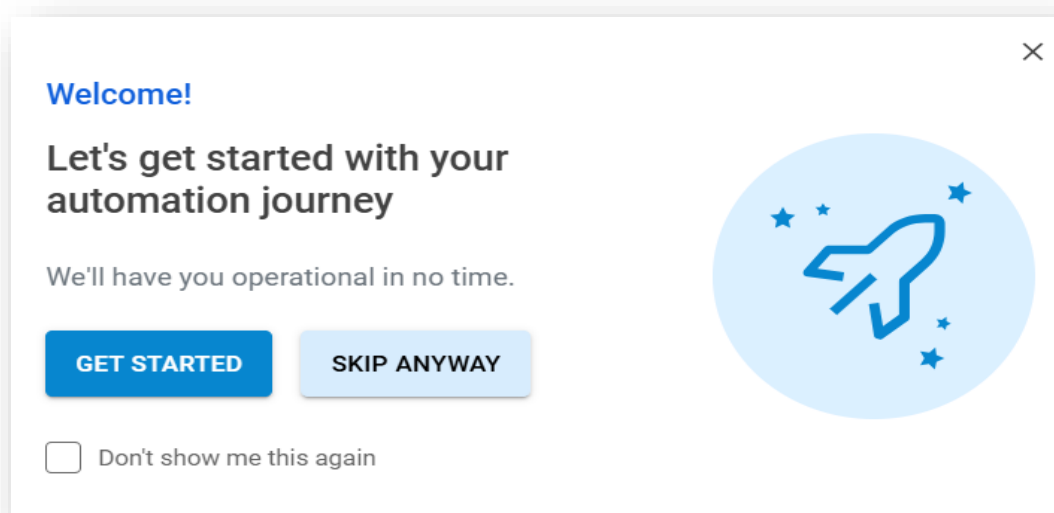 Welcome!
Let's get started with your
automation journey
We'll have you operational in no time.
GET STARTED
SKIP ANYWAY
Don't show me this again